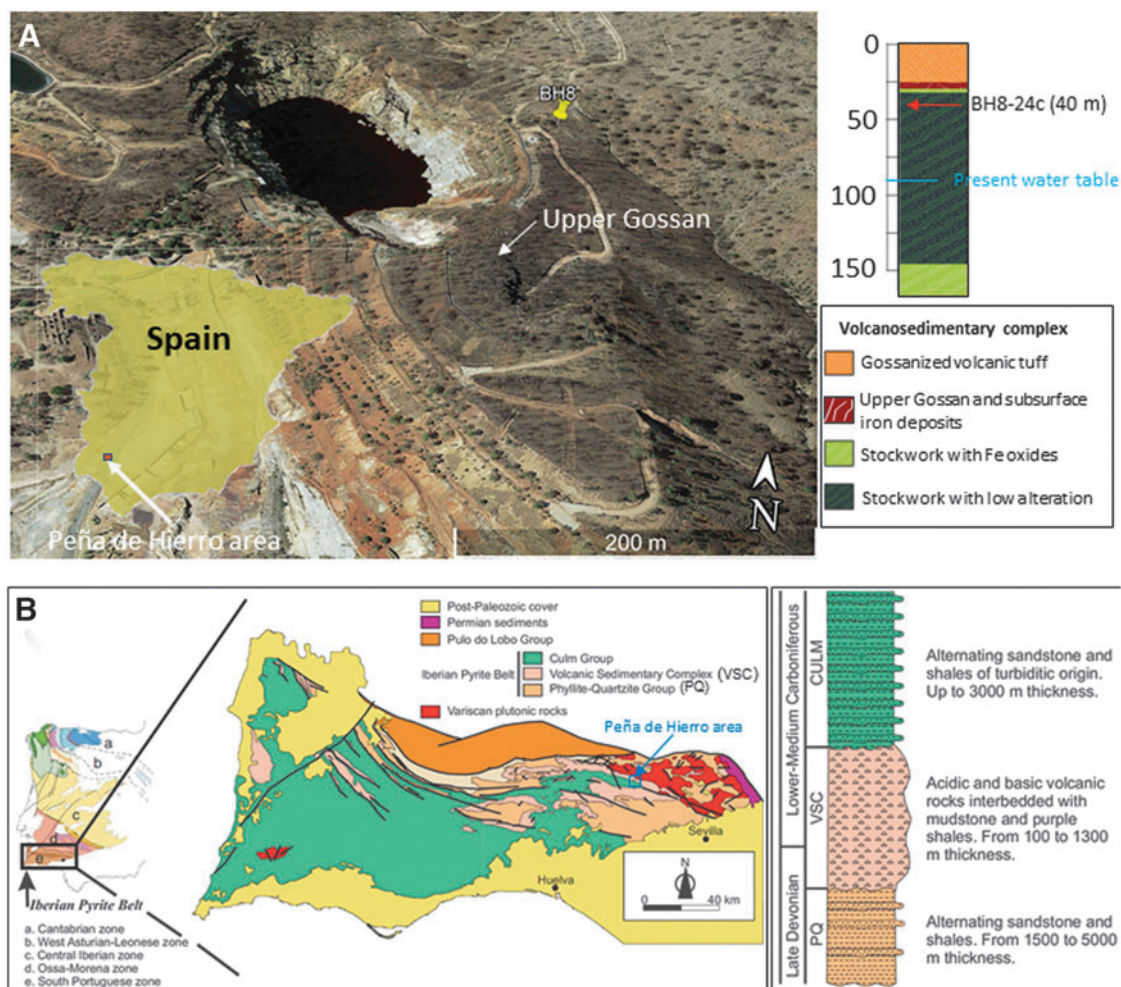 A
BH8
Upper Gossan
Spain
Peña de Hierro area
N
200 m
0
50
100
150
BH8-24c (40 m)
Present water table
Volcanosedimentary complex
Gossanized volcanic tuff
Upper Gossan and subsurface
iron deposits
Stockwork with Fe oxides
Stockwork with low alteration
B
a
b
c
d
e
Iberian Pyrite Belt
a. Cantabrian zone
b. West Asturian-Leonese zone
c. Central Iberian zone
d. Ossa-Morena zone
e. South Portuguese zone
Post-Paleozoic cover
Permian sediments
Pulo do Lobo Group
Iberian Pyrite Belt
Culm Group
Volcanic Sedimentary Complex (VSC)
Phyllite-Quartzite Group (PQ)
Variscan plutonic rocks
Peña de Hierro area
Sevilla
Huelva
N
0 40 km
Lower-Medium Carboniferous
Late Devonian
CULM
VSC
PQ
Alternating sandstone and
shales of turbiditic origin.
Up to 3000 m thickness.
Acidic and basic volcanic
rocks interbedded with
mudstone and purple
shales. From 100 to 1300
m thickness.
Alternating sandstone and
shales. From 1500 to 5000
m thickness.